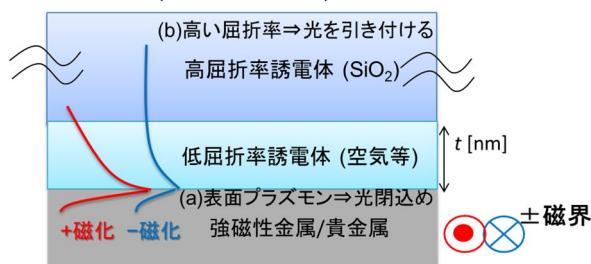 (b)高い屈折率⇒光を引き付ける
高屈折率誘電体 (SiO₂)
低屈折率誘電体 (空気等)
t [nm]
(a)表面プラズモン⇒光閉込め
+磁化 −磁化 強磁性金属/貴金属
±磁界